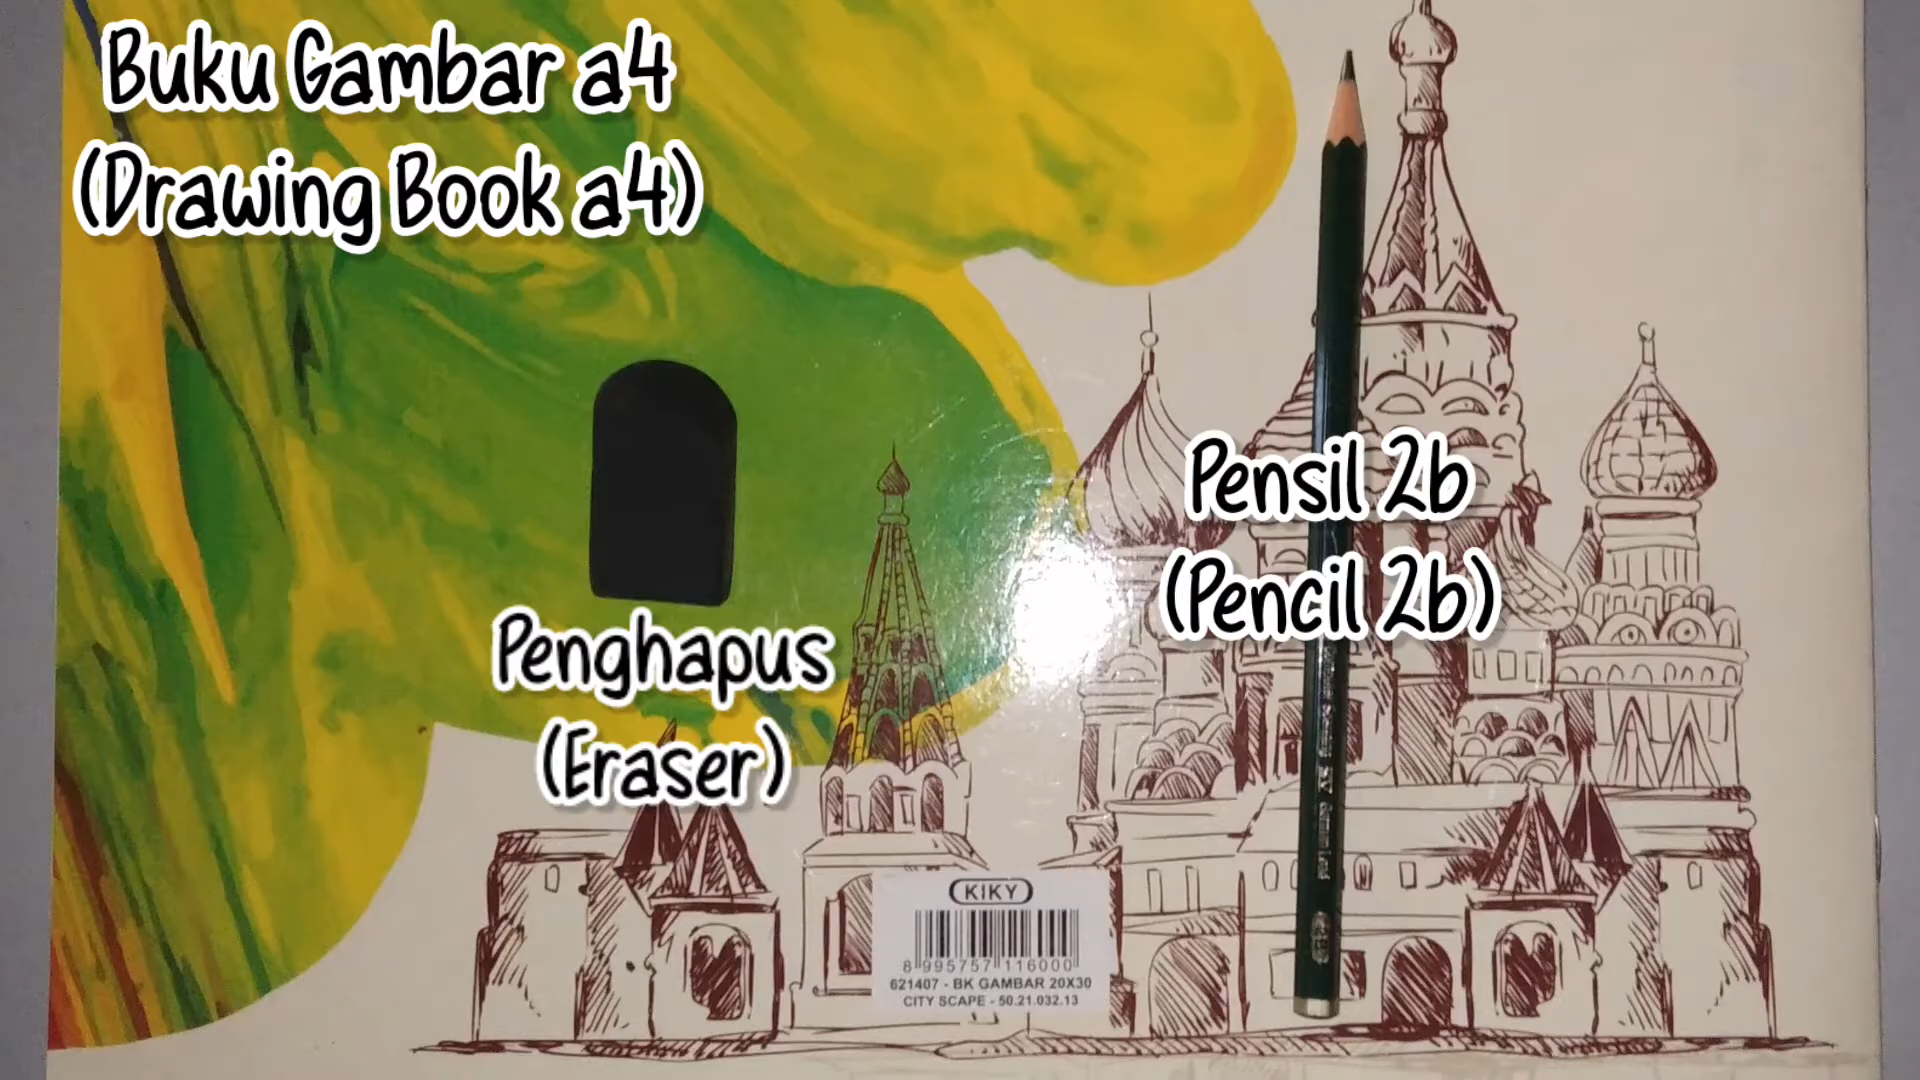 Buku Gambar a4
(Drawing Book a4)
Pensil 2b
(Pencil 2b)
Penghapus
(Eraser)
KIKY
8 995757 116000
621407 - BK GAMBAR 20X30
CITY SCAPE - 50.21.032.13